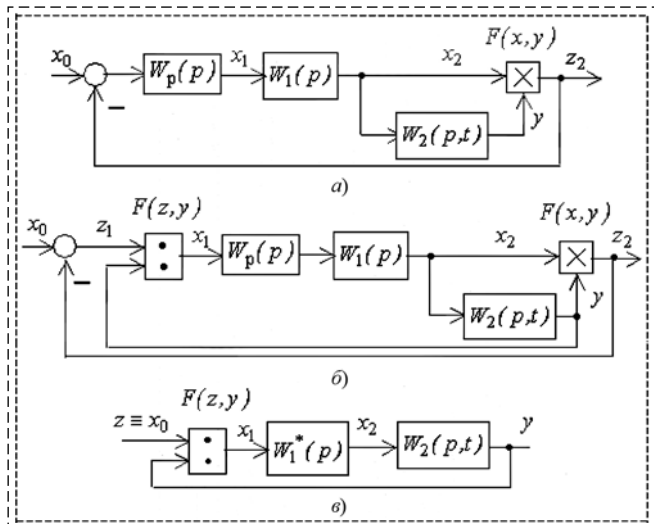 F(x,y)
x₀ Wₚ(p) x₁ W₁(p) x₂ × z₂
− W₂(p,t) y
а)
F(z,y) F(x,y)
x₀ z₁ x₁ Wₚ(p) W₁(p) x₂ × z₂
− W₂(p,t) y
б)
F(z,y)
z ≡ x₀ x₁ W₁*(p) x₂ W₂(p,t) y
в)